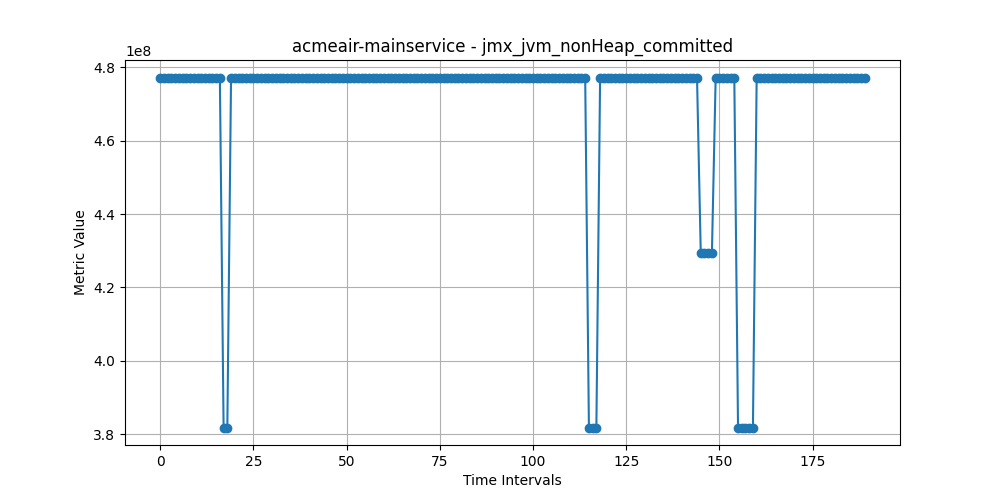 acmeair-mainservice - jmx_jvm_nonHeap_committed
1e8
4.8
4.6
4.4
4.2
4.0
3.8
Metric Value
0 25 50 75 100 125 150 175
Time Intervals